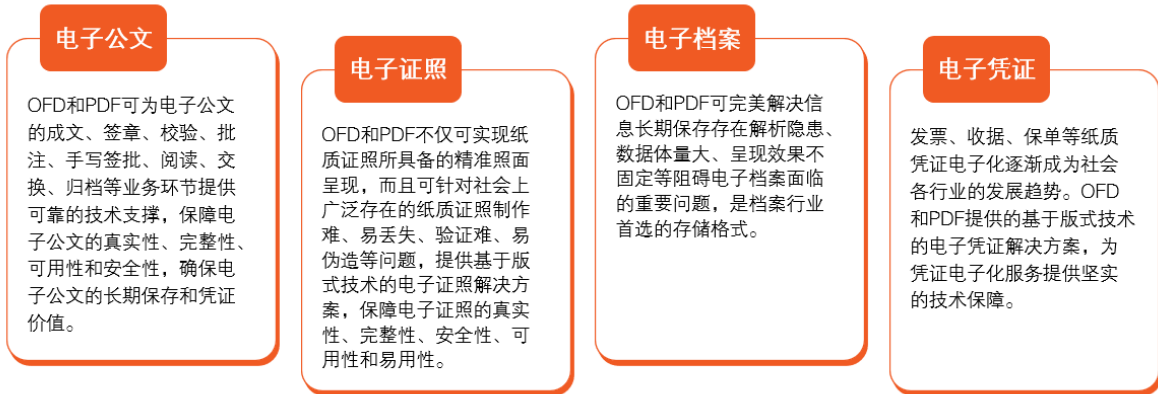 电子公文
OFD和PDF可为电子公文
的成文、签章、校验、批
注、手写签批、阅读、交
换、归档等业务环节提供
可靠的技术支撑，保障电
子公文的真实性、完整性、
可用性和安全性，确保电
子公文的长期保存和凭证
价值。
电子证照
OFD和PDF不仅可实现纸
质证照所具备的精准照面
呈现，而且可针对社会上
广泛存在的纸质证照制作
难、易丢失、验证难、易
伪造等问题，提供基于版
式技术的电子证照解决方
案，保障电子证照的真实
性、完整性、安全性、可
用性和易用性。
电子档案
OFD和PDF可完美解决信
息长期保存存在解析隐患、
数据体量大、呈现效果不
固定等阻碍电子档案面临
的重要问题，是档案行业
首选的存储格式。
电子凭证
发票、收据、保单等纸质
凭证电子化逐渐成为社会
各行业的发展趋势。OFD
和PDF提供的基于版式技术
的电子凭证解决方案，为
凭证电子化服务提供坚实
的技术保障。